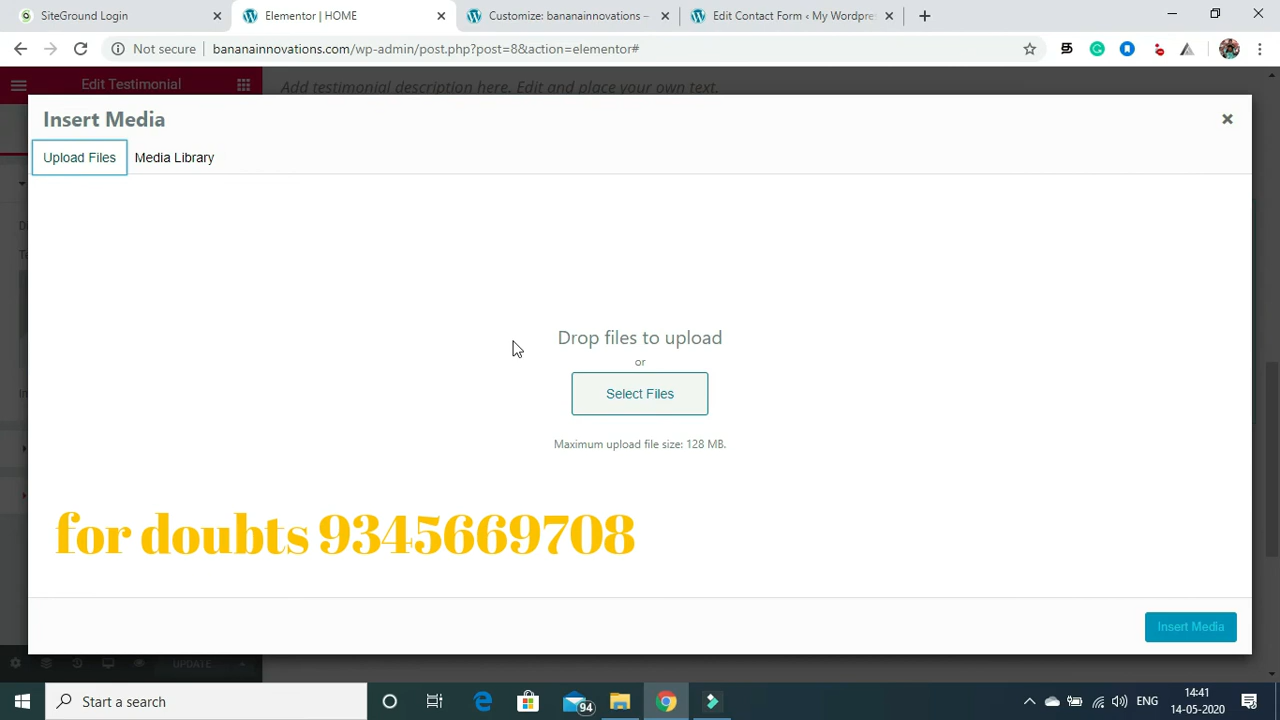 SiteGround Login
Elementor | HOME
Customize: bananainnovations –
Edit Contact Form ‹ My Wordpre
Not secure
bananainnovations.com/wp-admin/post.php?post=8&action=elementor#
Edit Testimonial
Add testimonial description here. Edit and place your own text.
Insert Media
Upload Files
Media Library
Drop files to upload
or
Select Files
Maximum upload file size: 128 MB.
for doubts 9345669708
Insert Media
UPDATE
Start a search
94
ENG
14:41
14-05-2020